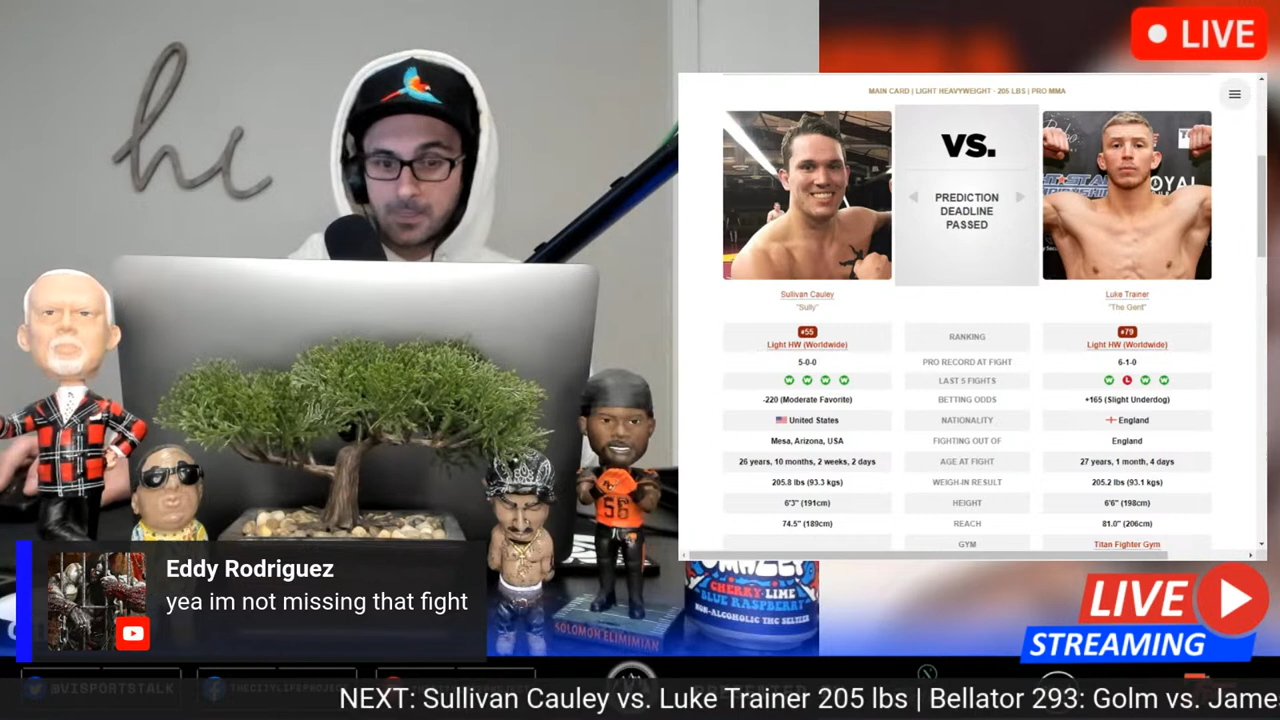 hi
LIVE
MAIN CARD | LIGHT HEAVYWEIGHT · 205 LBS | PRO MMA
VS.
PREDICTION
DEADLINE
PASSED
Sullivan Cauley
"Sully"
Luke Trainer
"The Gent"
#55
Light HW (Worldwide)
RANKING
#79
Light HW (Worldwide)
5-0-0
PRO RECORD AT FIGHT
6-1-0
W W W W
LAST 5 FIGHTS
W L W W
-220 (Moderate Favorite)
BETTING ODDS
+165 (Slight Underdog)
United States
NATIONALITY
England
Mesa, Arizona, USA
FIGHTING OUT OF
England
26 years, 10 months, 2 weeks, 2 days
AGE AT FIGHT
27 years, 1 month, 4 days
205.8 lbs (93.3 kgs)
WEIGH-IN RESULT
205.2 lbs (93.1 kgs)
6'3" (191cm)
HEIGHT
6'6" (198cm)
74.5" (189cm)
REACH
81.0" (206cm)
GYM
Titan Fighter Gym
56
SOLOMON ELIMIMIAN
CHERRY·LIME
BLUE RASPBERRY
NON-ALCOHOLIC THC SELTZER
Eddy Rodriguez
yea im not missing that fight
LIVE
STREAMING
@VISPORTSTALK
THECITYLIFEPROJECT
NEXT: Sullivan Cauley vs. Luke Trainer 205 lbs | Bellator 293: Golm vs. Jame